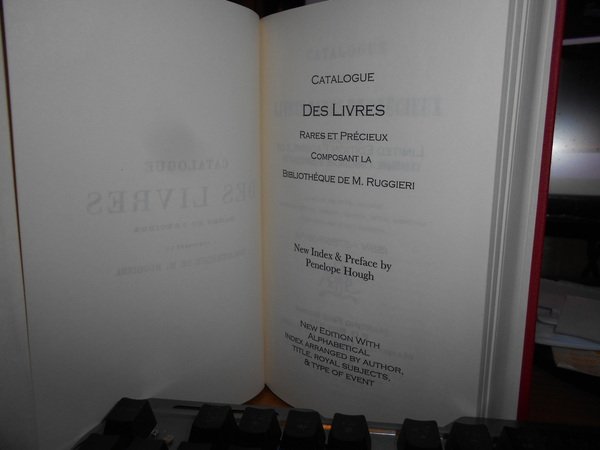 CATALOGUE
DES LIVRES
RARES ET PRÉCIEUX
COMPOSANT LA
BIBLIOTHÉQUE DE M. RUGGIERI
New Index & Preface by
Penelope Hough
NEW EDITION WITH
ALPHABETICAL
INDEX ARRANGED BY AUTHOR,
TITLE, ROYAL SUBJECTS,
& TYPE OF EVENT